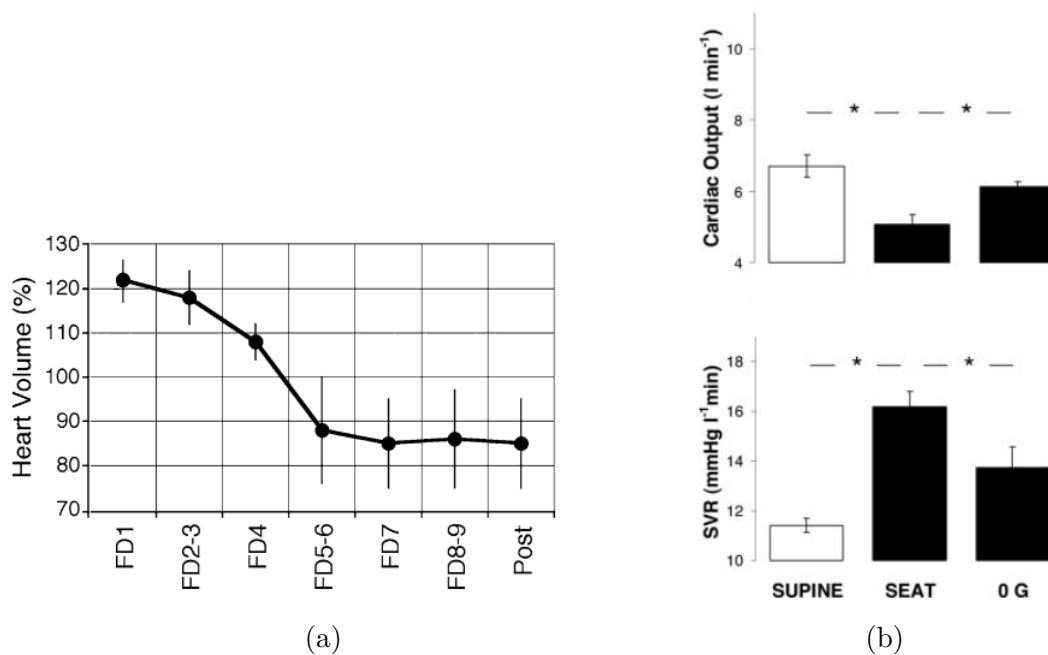 Heart Volume (%)
130
120
110
100
90
80
70
FD1
FD2-3
FD4
FD5-6
FD7
FD8-9
Post
(a)
Cardiac Output (l min⁻¹)
10
8
6
4
* *
SVR (mmHg l⁻¹min)
18
16
14
12
10
* *
SUPINE SEAT 0 G
(b)